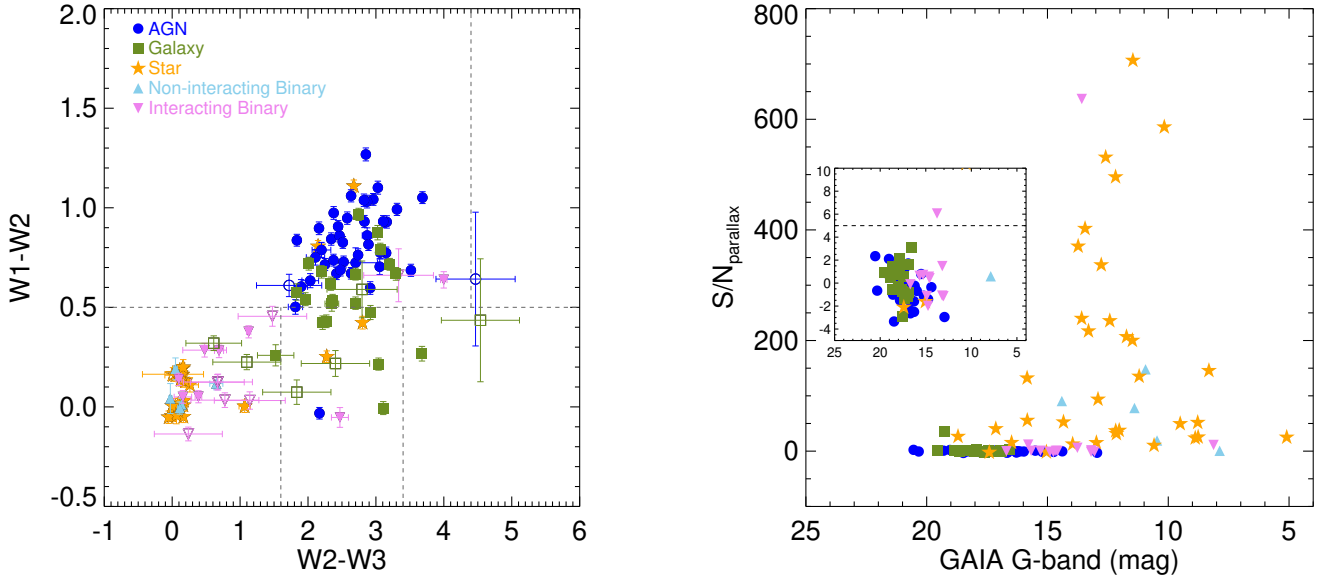 2.0
1.5
1.0
0.5
0.0
-0.5
W1-W2
AGN
Galaxy
Star
Non-interacting Binary
Interacting Binary
-1 0 1 2 3 4 5 6
W2-W3
800
600
400
200
0
S/Nparallax
10
8
6
4
2
0
-2
-4
25 20 15 10 5
25 20 15 10 5
GAIA G-band (mag)